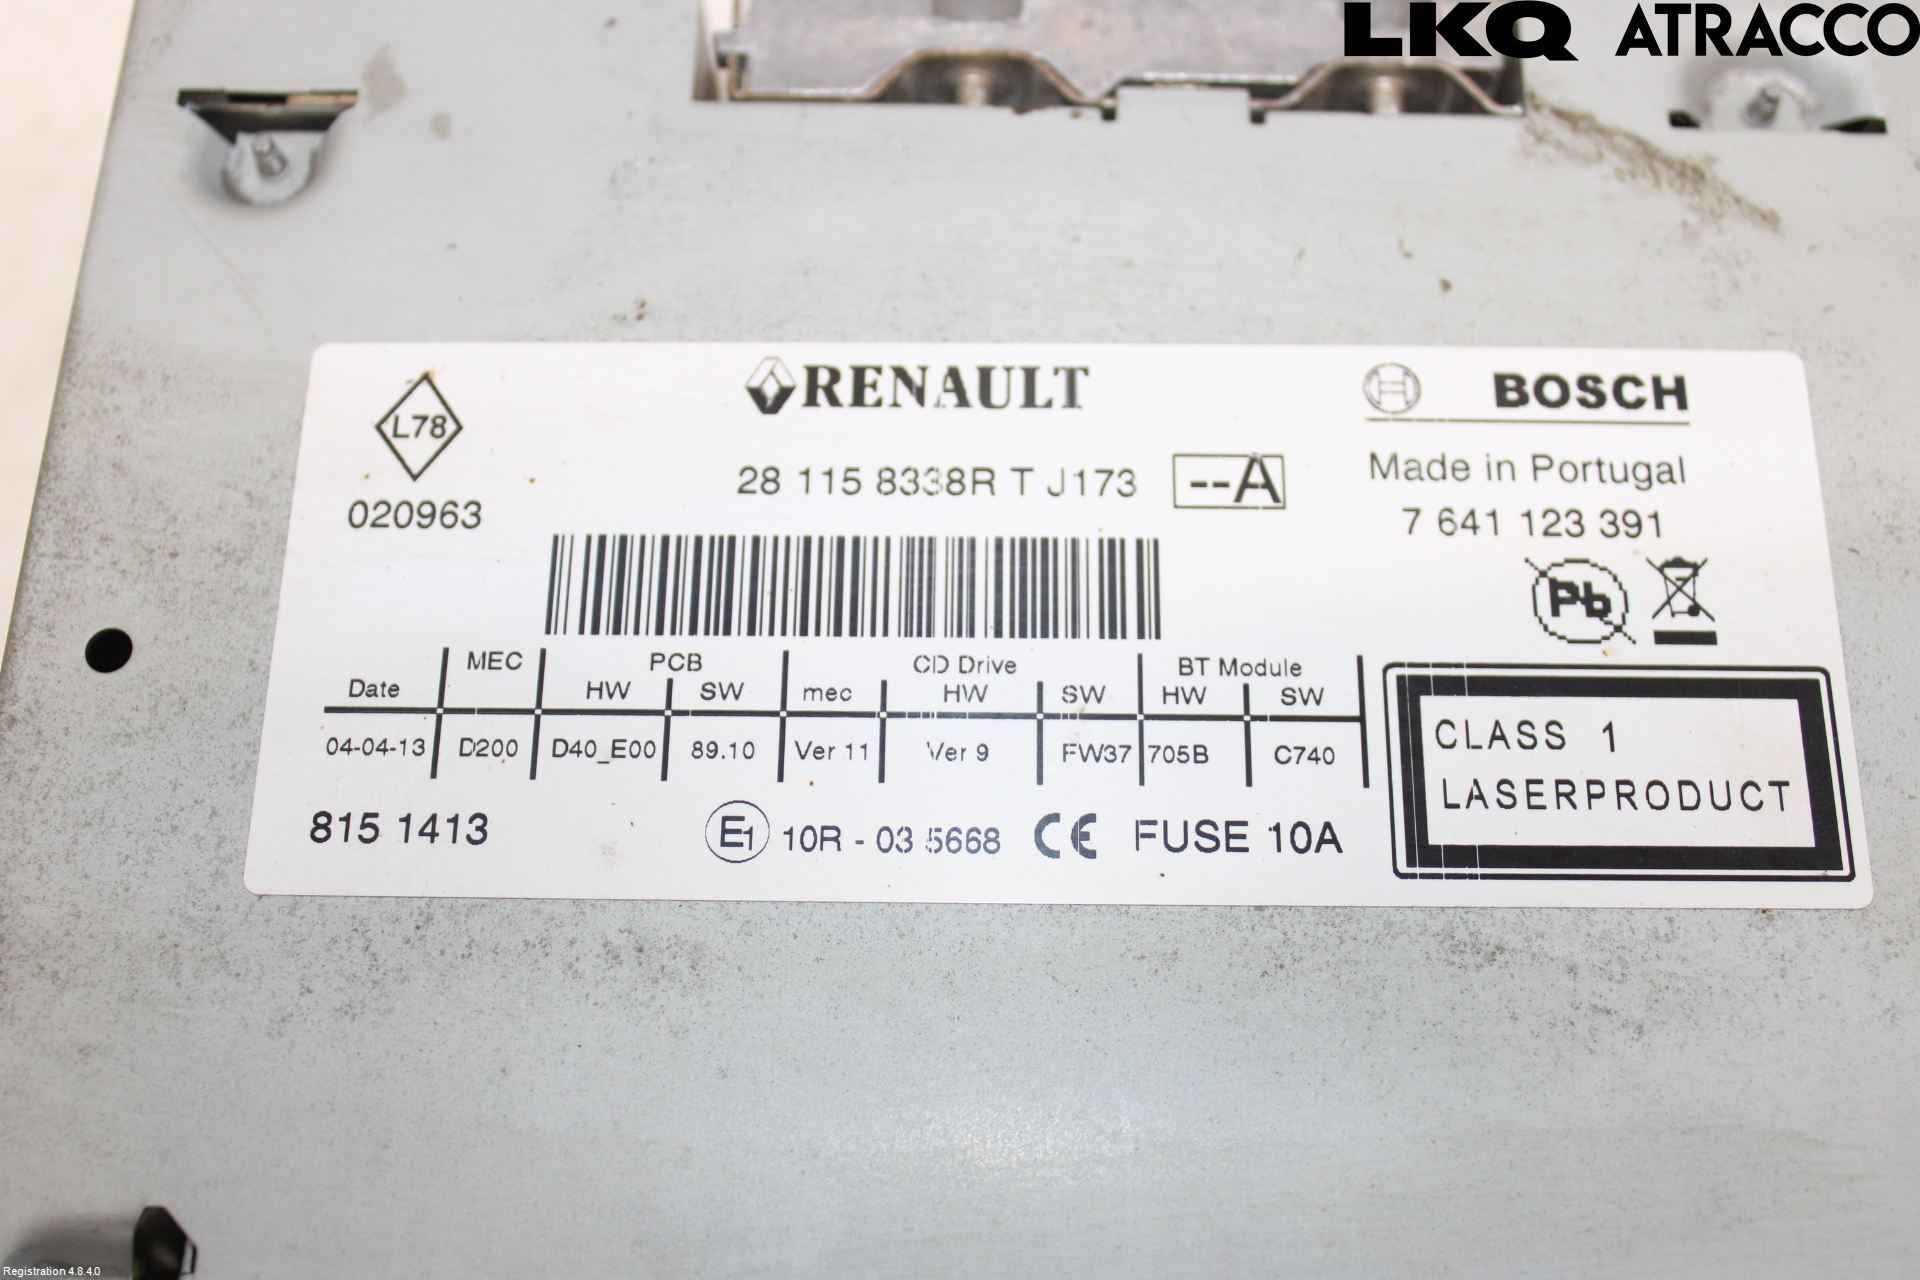 LKQ ATRACCO
L78
020963
RENAULT
28 115 8338R T J173 --A
BOSCH
Made in Portugal
7 641 123 391
Pb
MEC PCB CD Drive BT Module
Date HW SW mec HW SW HW SW
04-04-13 D200 D40_E00 89.10 Ver 11 Ver 9 FW37 705B C740
CLASS 1
LASERPRODUCT
815 1413 E1 10R - 03 5668 CE FUSE 10A
Registration 4.8.4.0